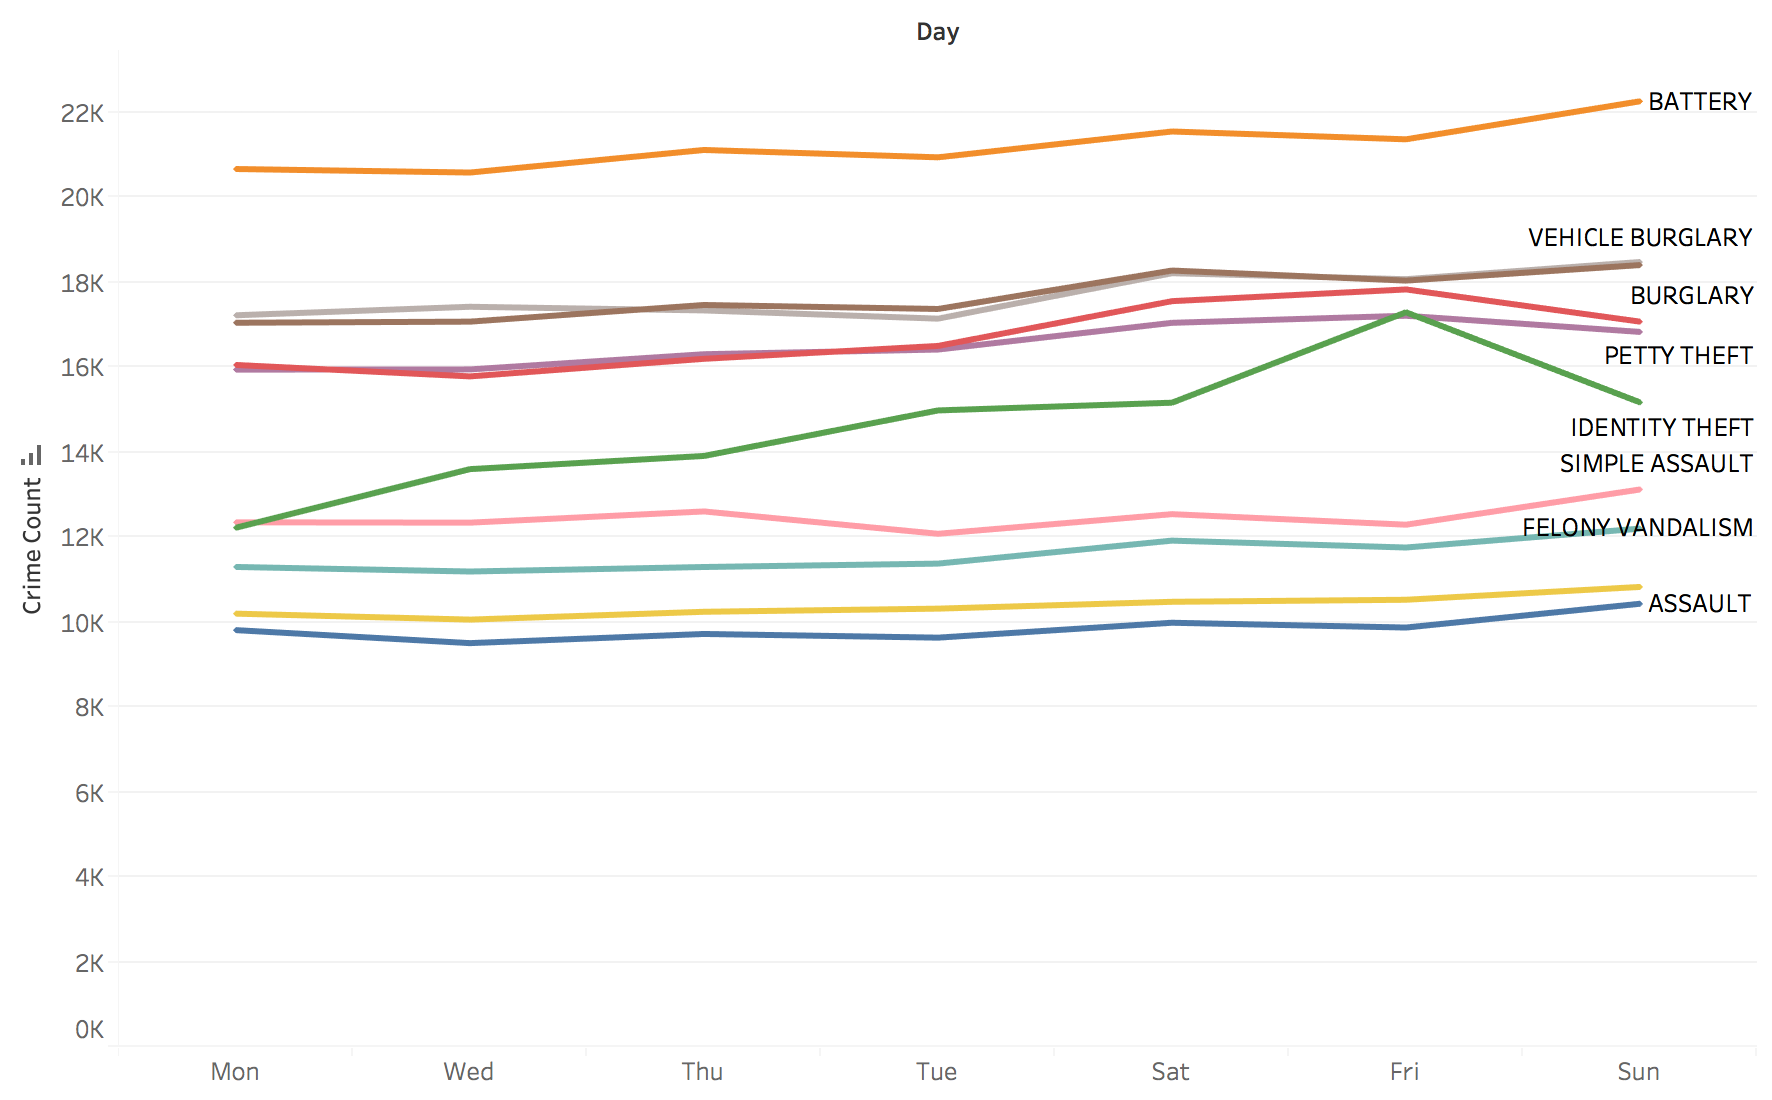 Day
22K
20K
18K
16K
14K
12K
10K
8K
6K
4K
2K
0K
Crime Count
BATTERY
VEHICLE BURGLARY
BURGLARY
PETTY THEFT
IDENTITY THEFT
SIMPLE ASSAULT
FELONY VANDALISM
ASSAULT
Mon Wed Thu Tue Sat Fri Sun